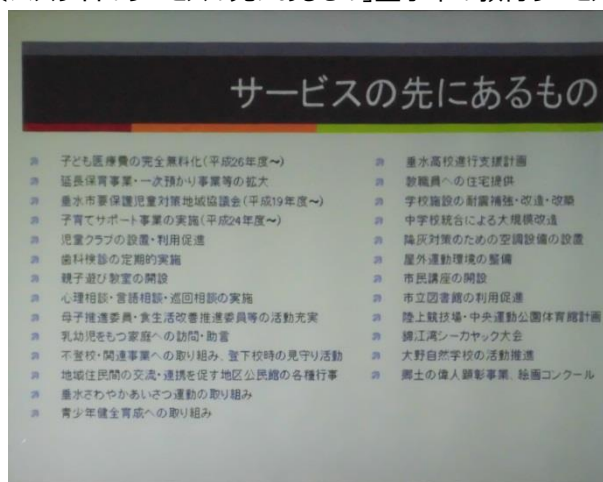 サービスの先にあるもの
子ども医療費の完全無料化(平成26年度～)
延長保育事業・一次預かり事業等の拡大
垂水市要保護児童対策地域協議会(平成19年度～)
子育てサポート事業の実施(平成24年度～)
児童クラブの設置・利用促進
歯科検診の定期的実施
親子遊び教室の開設
心理相談・言語相談・巡回相談の実施
母子推進委員・食生活改善推進委員等の活動充実
乳幼児をもつ家庭への訪問・助言
不登校・関連事業への取り組み、登下校時の見守り活動
地域住民間の交流・連携を促す地区公民館の各種行事
垂水さわやかあいさつ運動の取り組み
青少年健全育成への取り組み
垂水高校進行支援計画
教職員への住宅提供
学校施設の耐震補強・改造・改築
中学校統合による大規模改造
降灰対策のための空調設備の設置
屋外運動環境の整備
市民講座の開設
市立図書館の利用促進
陸上競技場・中央運動公園体育館計画
錦江湾シーカヤック大会
大野自然学校の活動推進
郷土の偉人顕彰事業、絵画コンクール